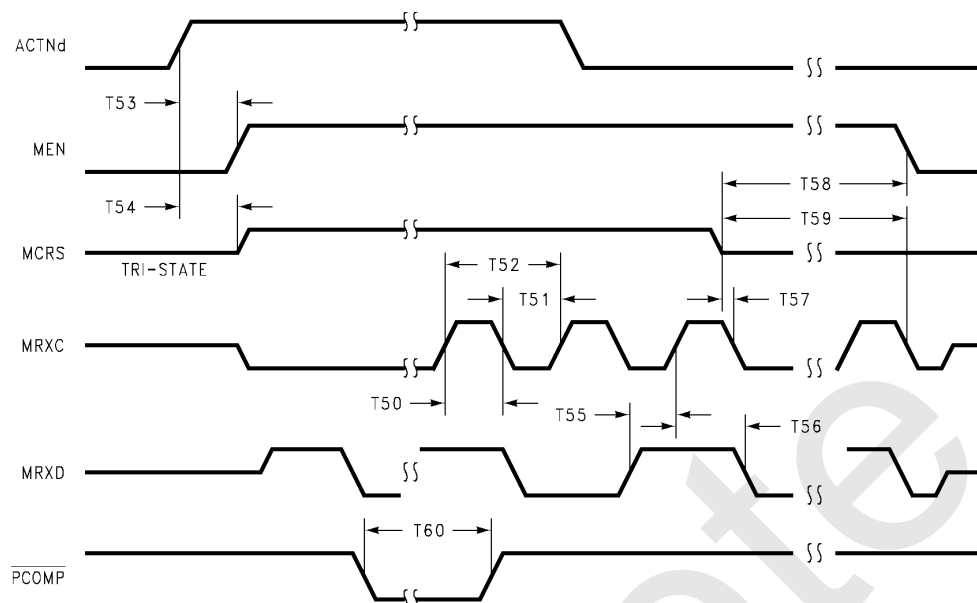 ACTNd
T53
MEN
T58
T54
T59
MCRS
TRI-STATE
T52
T51
T57
MRXC
T50
T55
T56
MRXD
T60
PCOMP